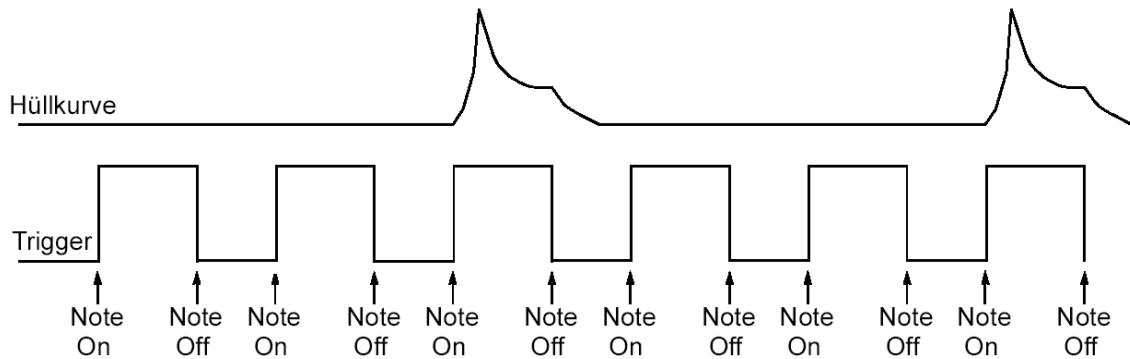 Hüllkurve
Trigger
Note Note Note Note Note Note Note Note Note Note Note Note
On Off On Off On Off On Off On Off On Off